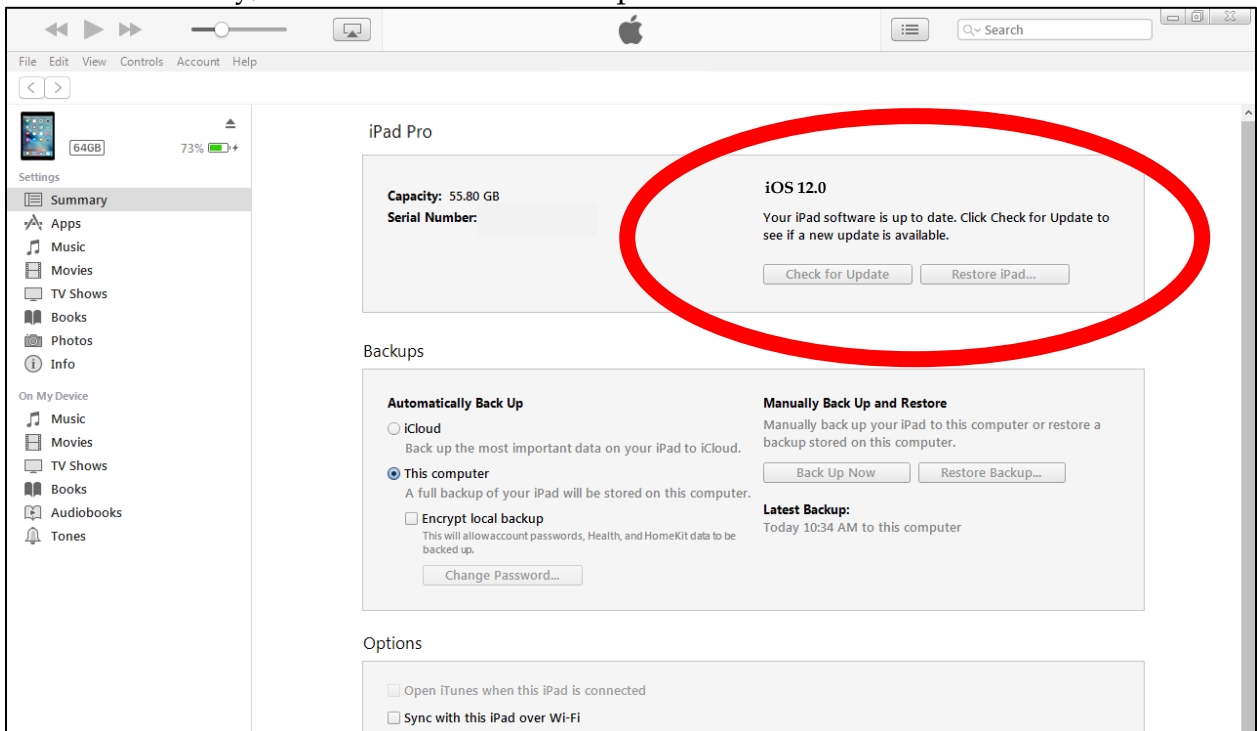 Search
File Edit View Controls Account Help
64GB
73%
Settings
Summary
Apps
Music
Movies
TV Shows
Books
Photos
Info
On My Device
Music
Movies
TV Shows
Books
Audiobooks
Tones
iPad Pro
Capacity: 55.80 GB
Serial Number:
iOS 12.0
Your iPad software is up to date. Click Check for Update to
see if a new update is available.
Check for Update Restore iPad...
Backups
Automatically Back Up
iCloud
Back up the most important data on your iPad to iCloud.
This computer
A full backup of your iPad will be stored on this computer.
Encrypt local backup
This will allowaccount passwords, Health, and HomeKit data to be
backed up.
Change Password...
Manually Back Up and Restore
Manually back up your iPad to this computer or restore a
backup stored on this computer.
Back Up Now Restore Backup...
Latest Backup:
Today 10:34 AM to this computer
Options
Open iTunes when this iPad is connected
Sync with this iPad over Wi-Fi